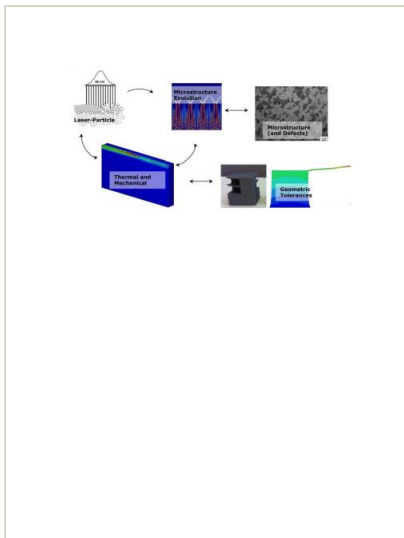 Laser-Particle
Microstructure
Evolution
Microstructure
(and Defects)
Thermal and
Mechanical
Geometric
Tolerances